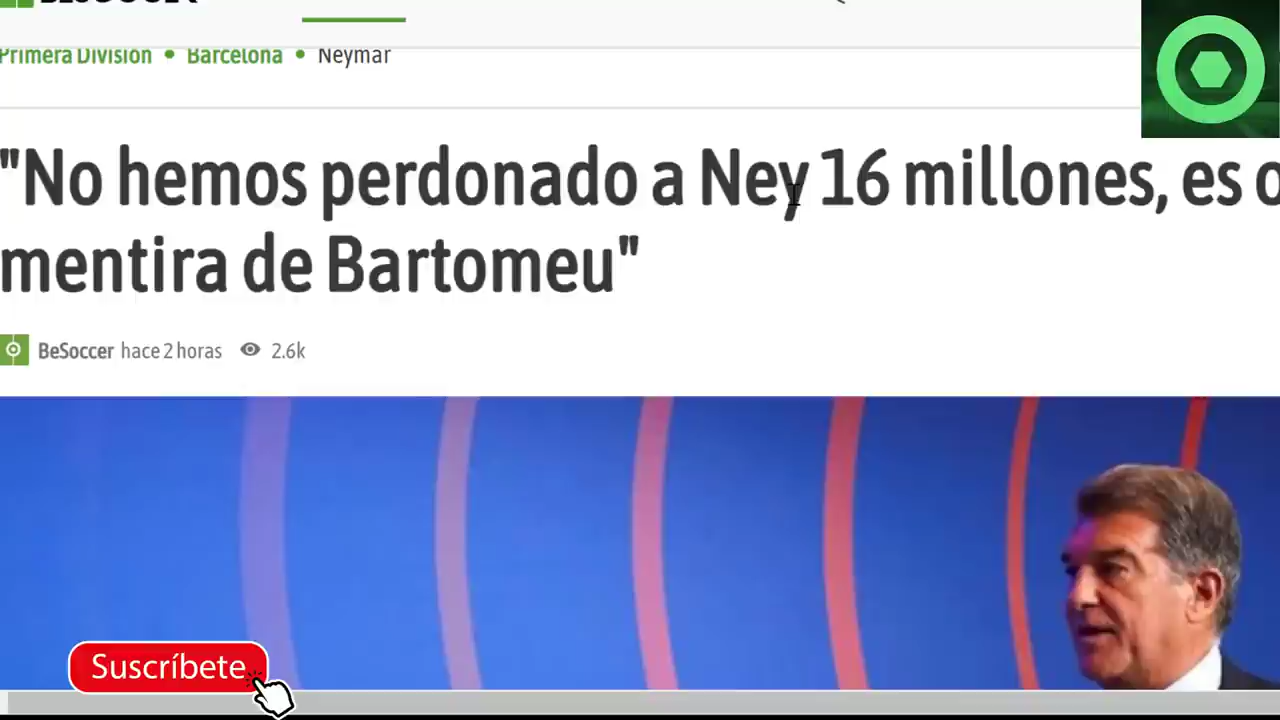 Primera División • Barcelona • Neymar
"No hemos perdonado a Ney 16 millones, es
mentira de Bartomeu"
BeSoccer hace 2 horas 2.6k
Suscríbete